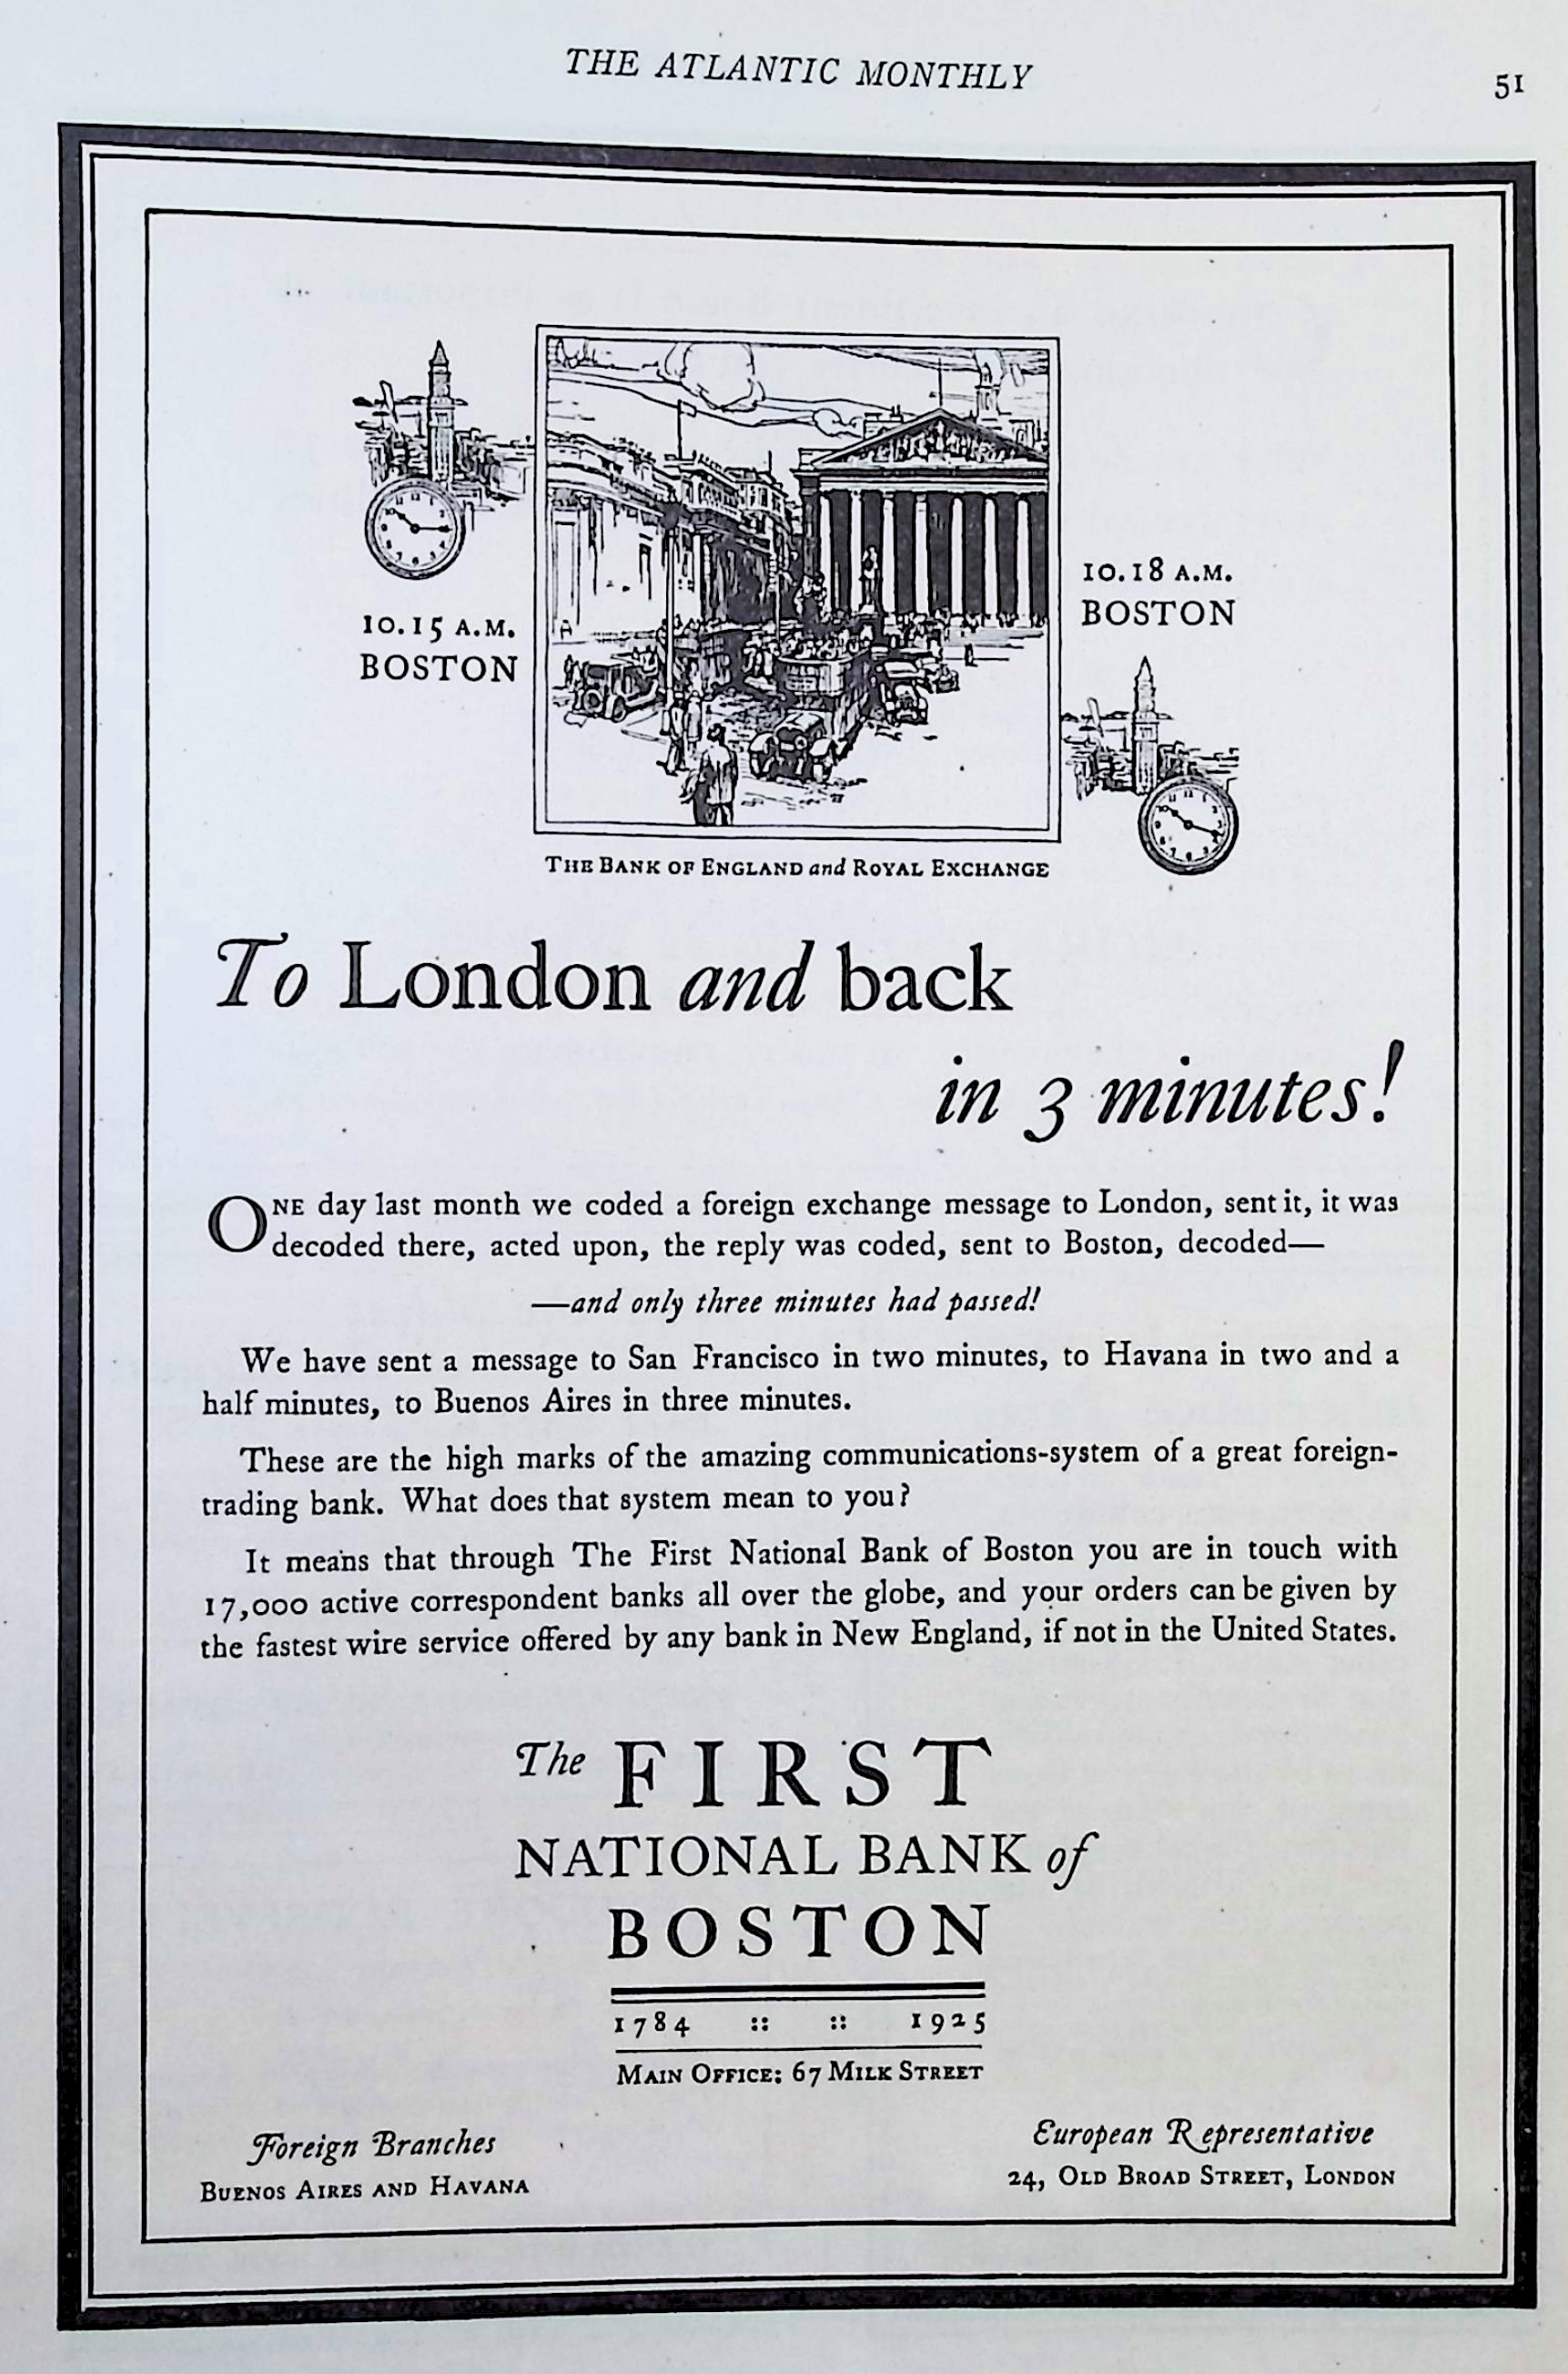 THE ATLANTIC MONTHLY
51
10.15 A.M.
BOSTON
10.18 A.M.
BOSTON
THE BANK OF ENGLAND and ROYAL EXCHANGE
To London and back
in 3 minutes!
ONE day last month we coded a foreign exchange message to London, sent it, it was
decoded there, acted upon, the reply was coded, sent to Boston, decoded—
—and only three minutes had passed!
We have sent a message to San Francisco in two minutes, to Havana in two and a
half minutes, to Buenos Aires in three minutes.
These are the high marks of the amazing communications-system of a great foreign-
trading bank. What does that system mean to you?
It means that through The First National Bank of Boston you are in touch with
17,000 active correspondent banks all over the globe, and your orders can be given by
the fastest wire service offered by any bank in New England, if not in the United States.
The FIRST
NATIONAL BANK of
BOSTON
1784 :: :: 1925
MAIN OFFICE: 67 MILK STREET
Foreign Branches
BUENOS AIRES AND HAVANA
European Representative
24, OLD BROAD STREET, LONDON